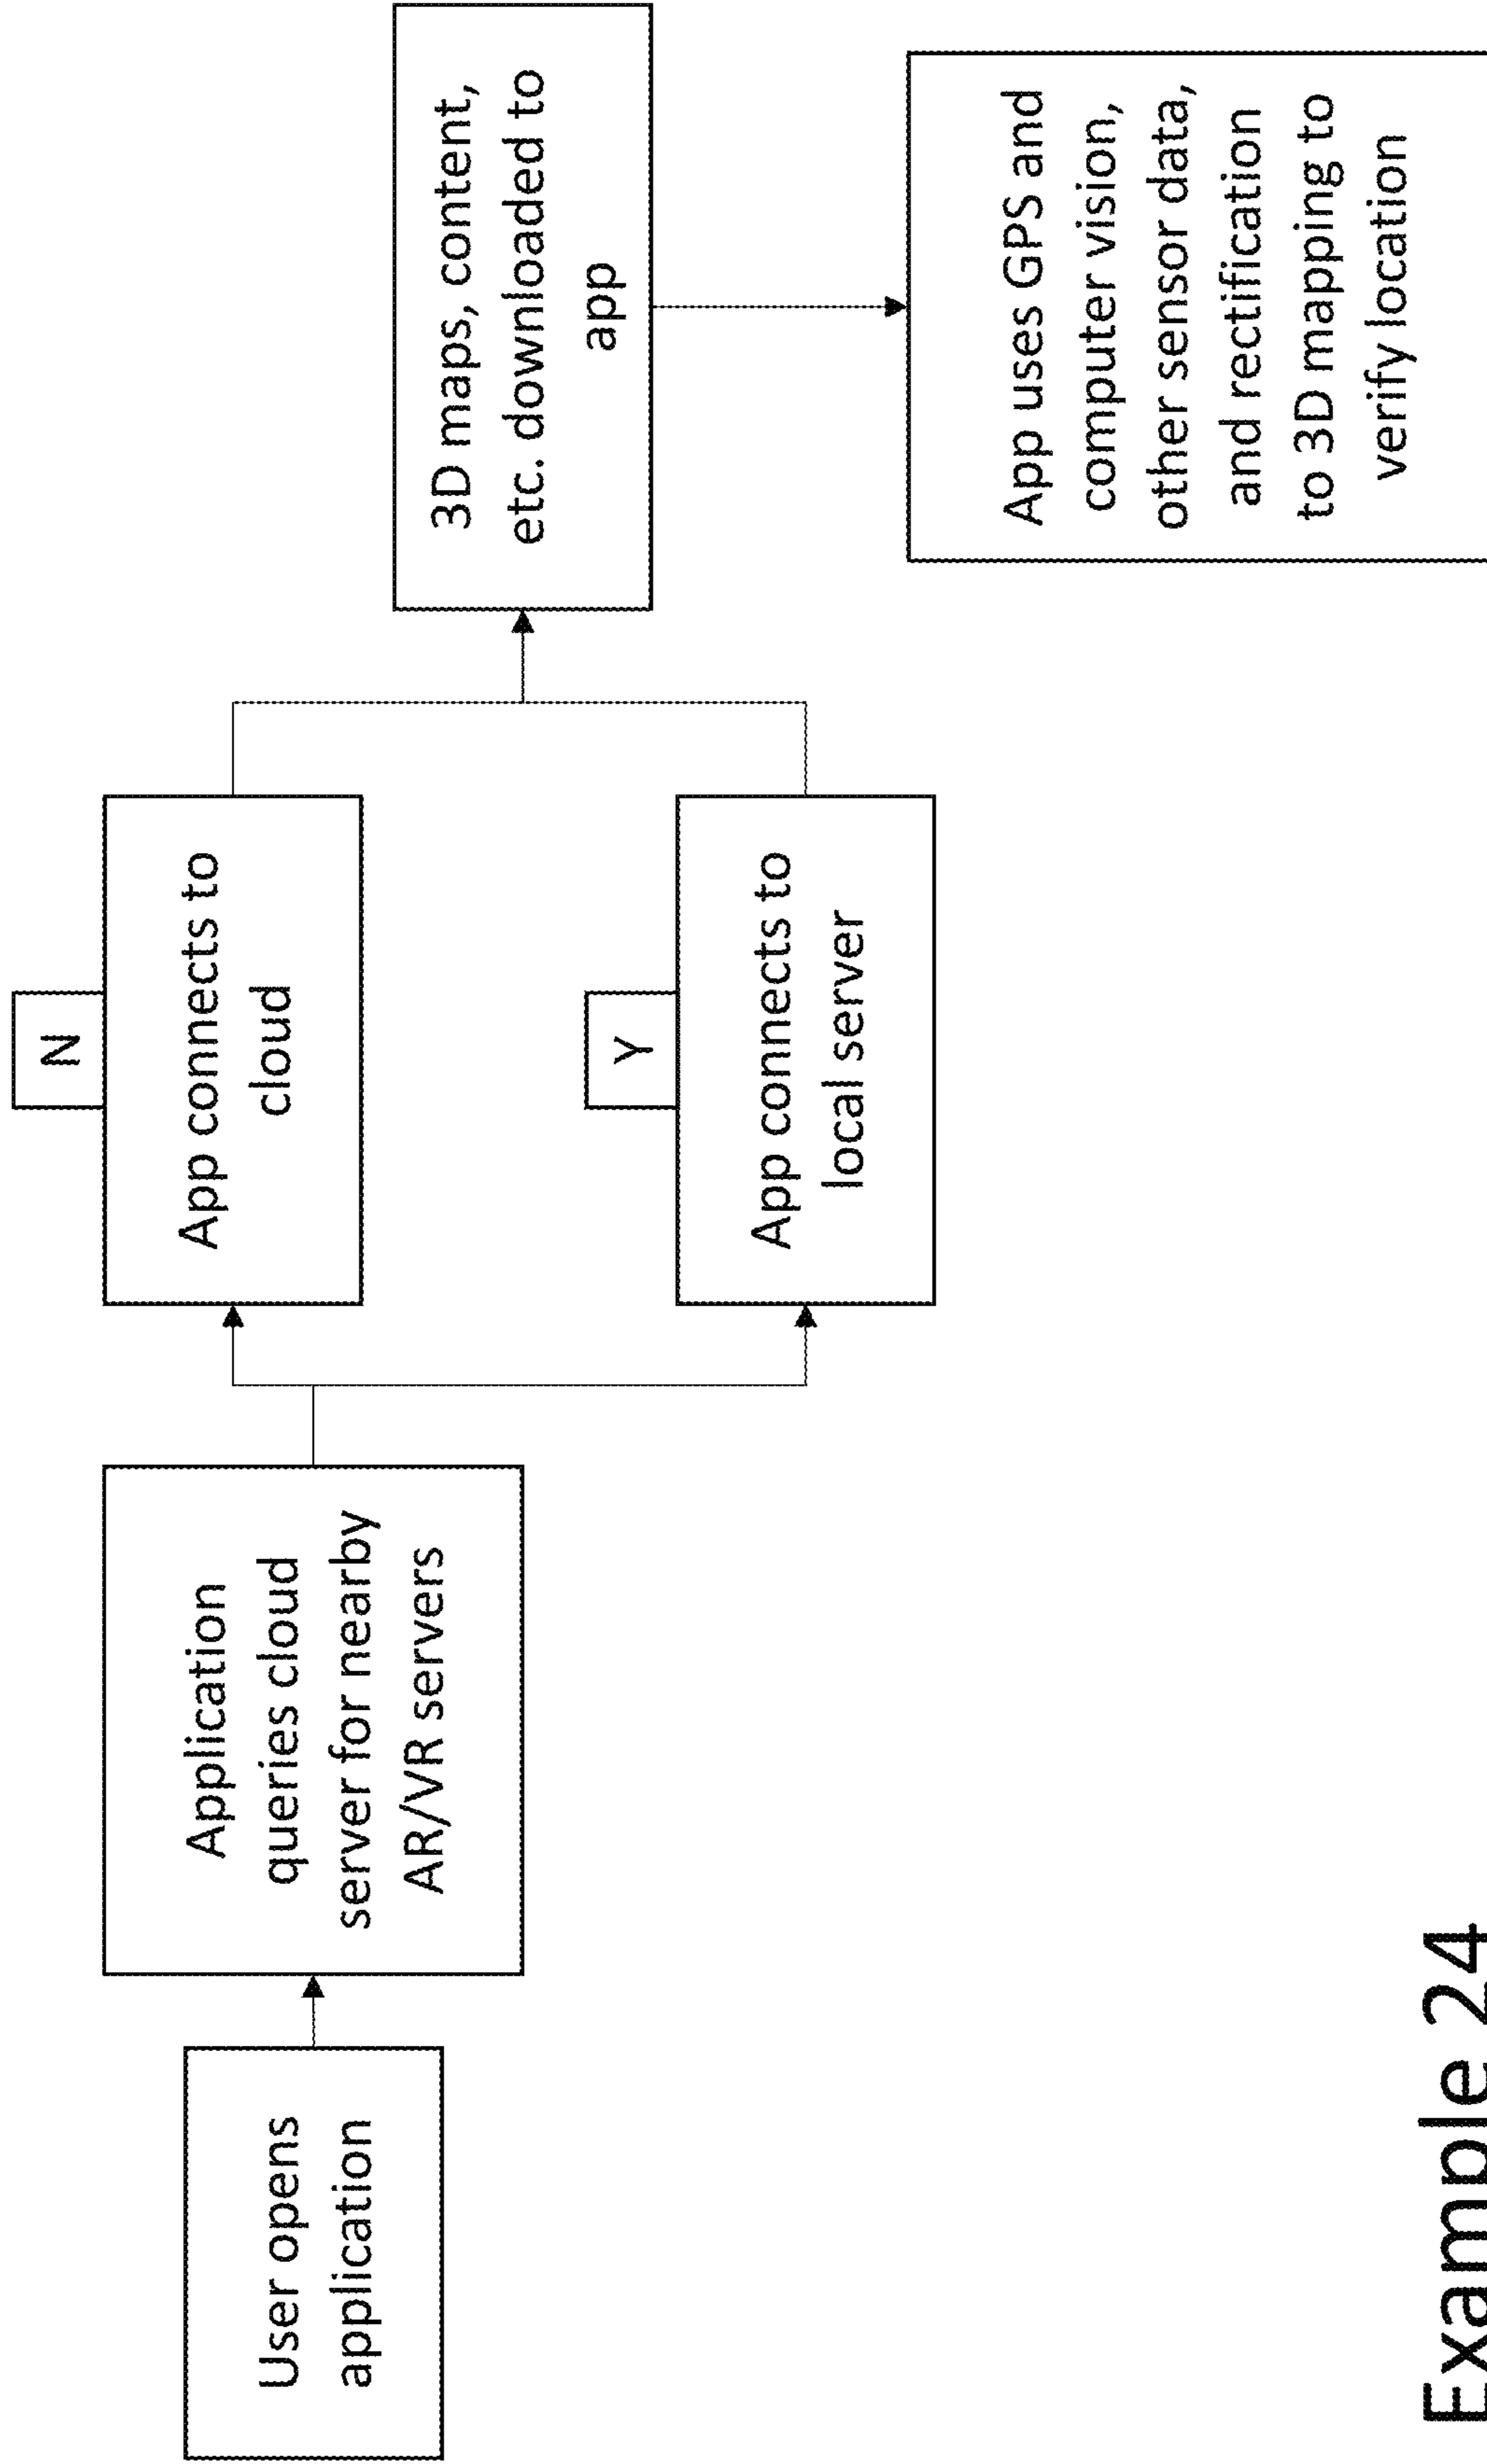 User opens
application
Application
queries cloud
server for nearby
AR/VR servers
N
App connects to
cloud
Y
App connects to
local server
3D maps, content,
etc. downloaded to
app
App uses GPS and
computer vision,
other sensor data,
and rectification
to 3D mapping to
verify location
Example 24